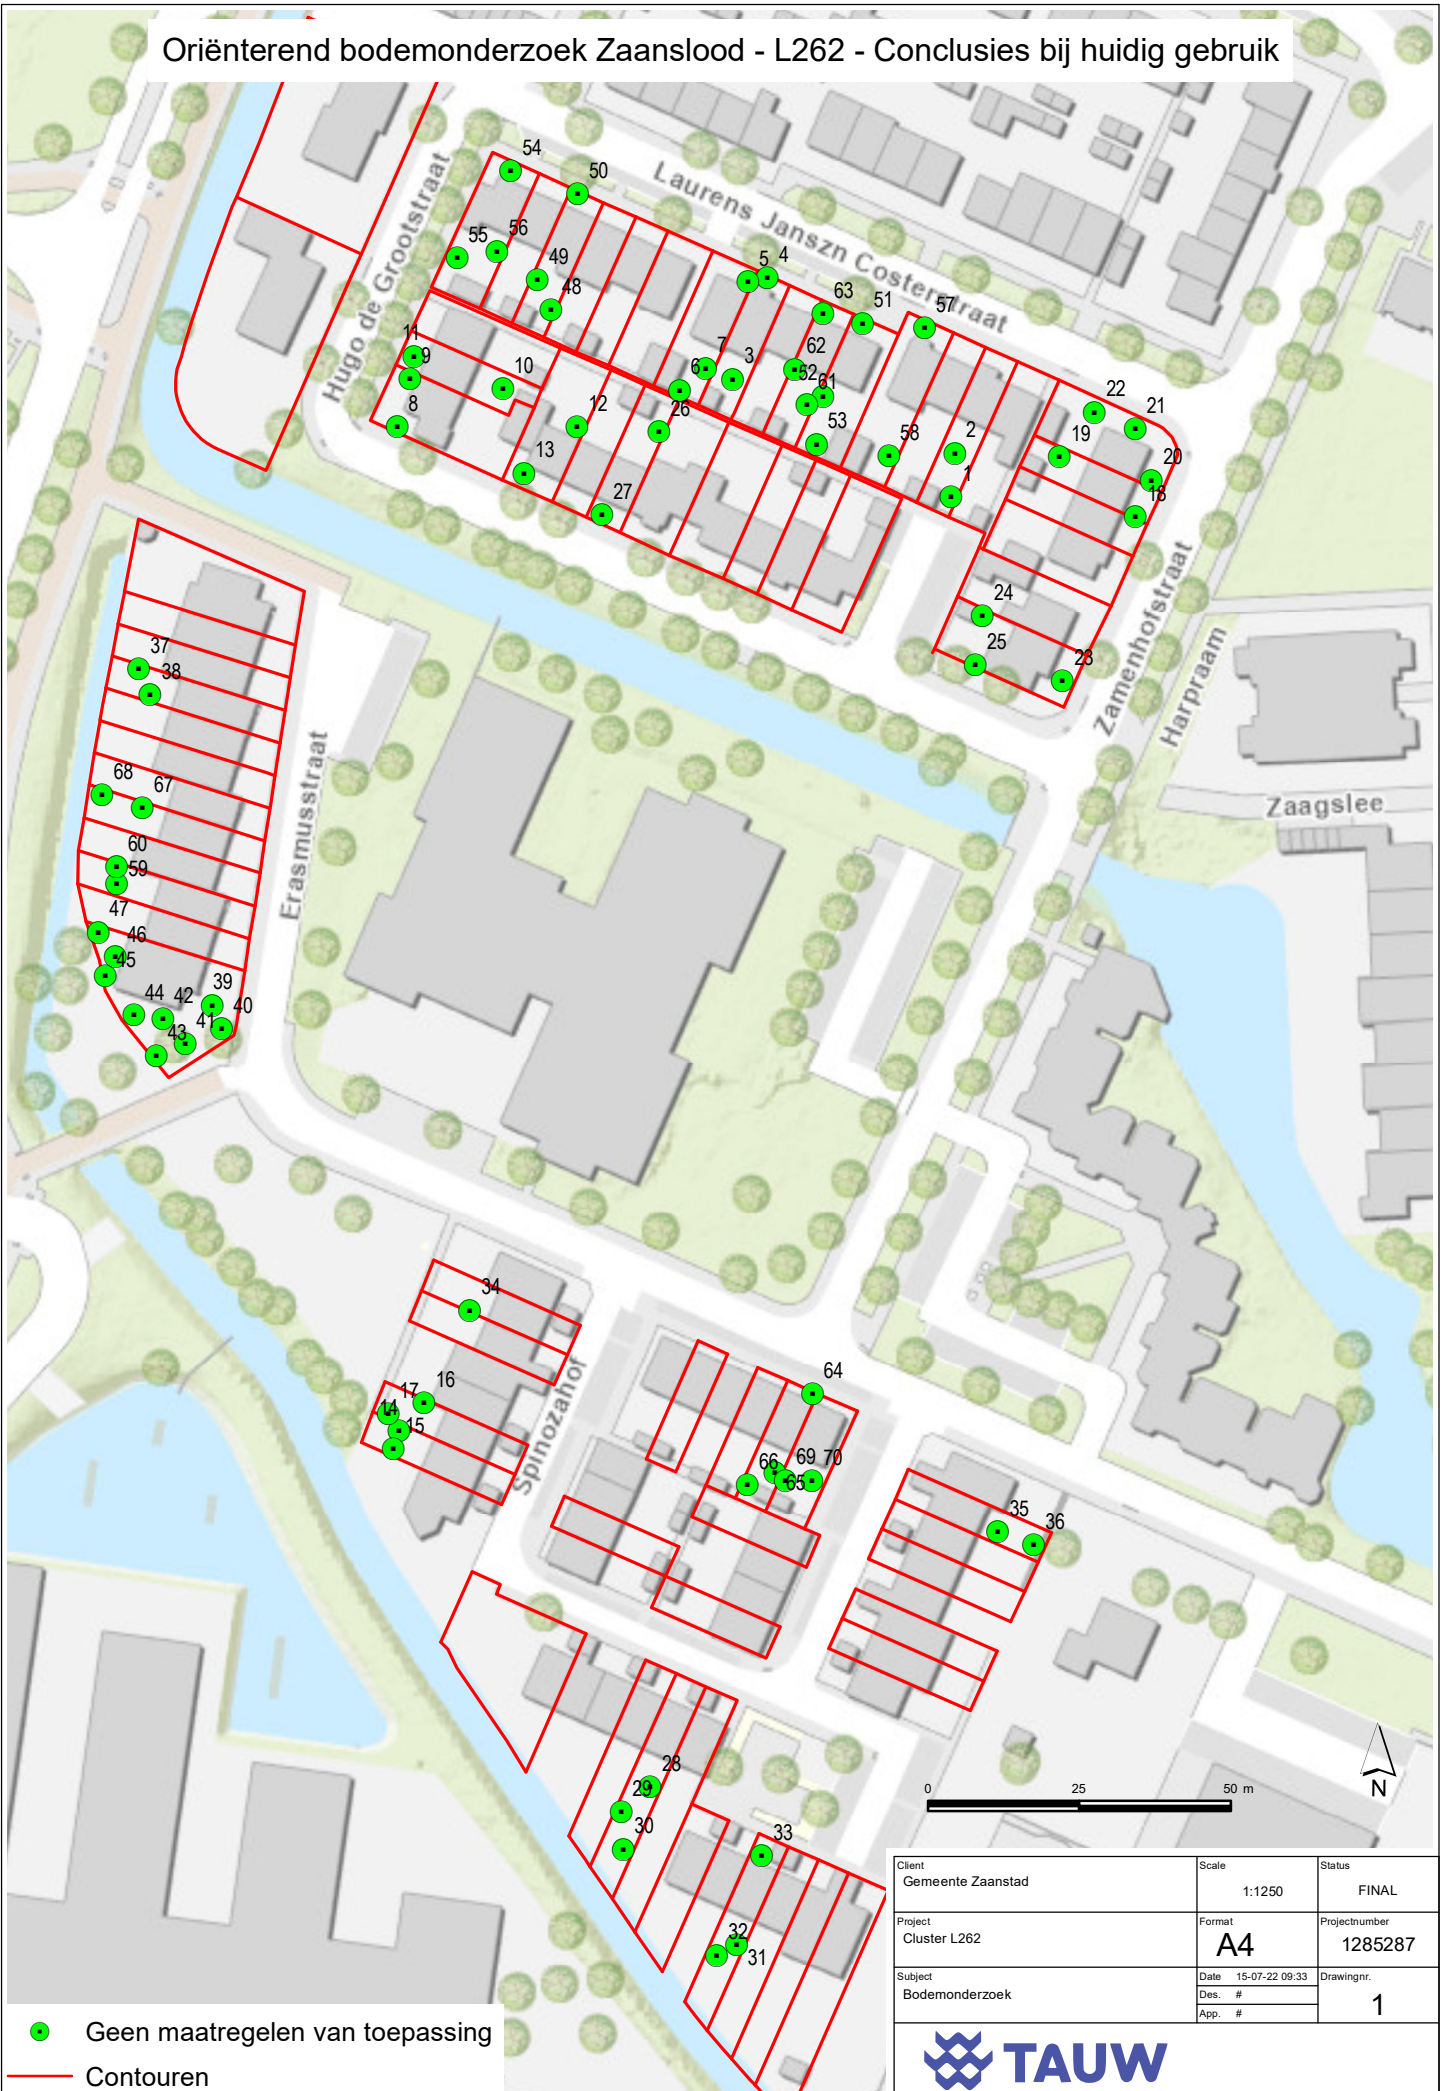 Oriënterend bodemonderzoek Zaanslood - L262 - Conclusies bij huidig gebruik
54
50
Laurens Janszn Costerstraat
Hugo de Grootstraat
55
56
49
48
5
4
63
51
57
11
9
10
8
7
6
3
62
52
61
53
12
26
13
27
58
2
1
22
21
19
20
18
24
25
23
Zamenhofstraat
Harpraam
Zaagslee
37
38
68
67
60
59
47
46
45
44
42
43
41
39
40
Erasmusstraat
34
16
17
14
15
Spinozahof
64
66
69
65
70
35
36
28
29
30
33
32
31
0
25
50 m
N
Client
Gemeente Zaanstad
Scale
1:1250
Status
FINAL
Project
Cluster L262
Format
A4
Projectnumber
1285287
Subject
Bodemonderzoek
Date 15-07-22 09:33
Des. #
App. #
Drawingnr.
1
TAUW
Geen maatregelen van toepassing
Contouren